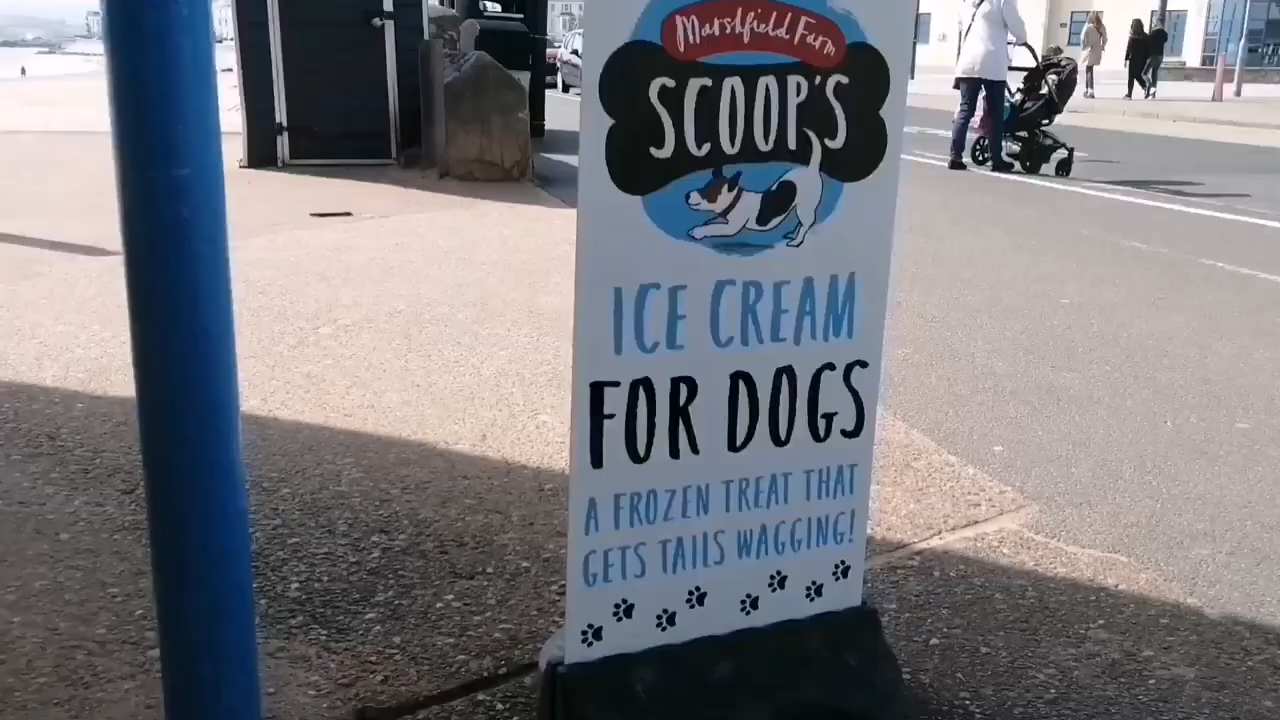 Marshfield Farm
SCOOP'S
ICE CREAM
FOR DOGS
A FROZEN TREAT THAT
GETS TAILS WAGGING!